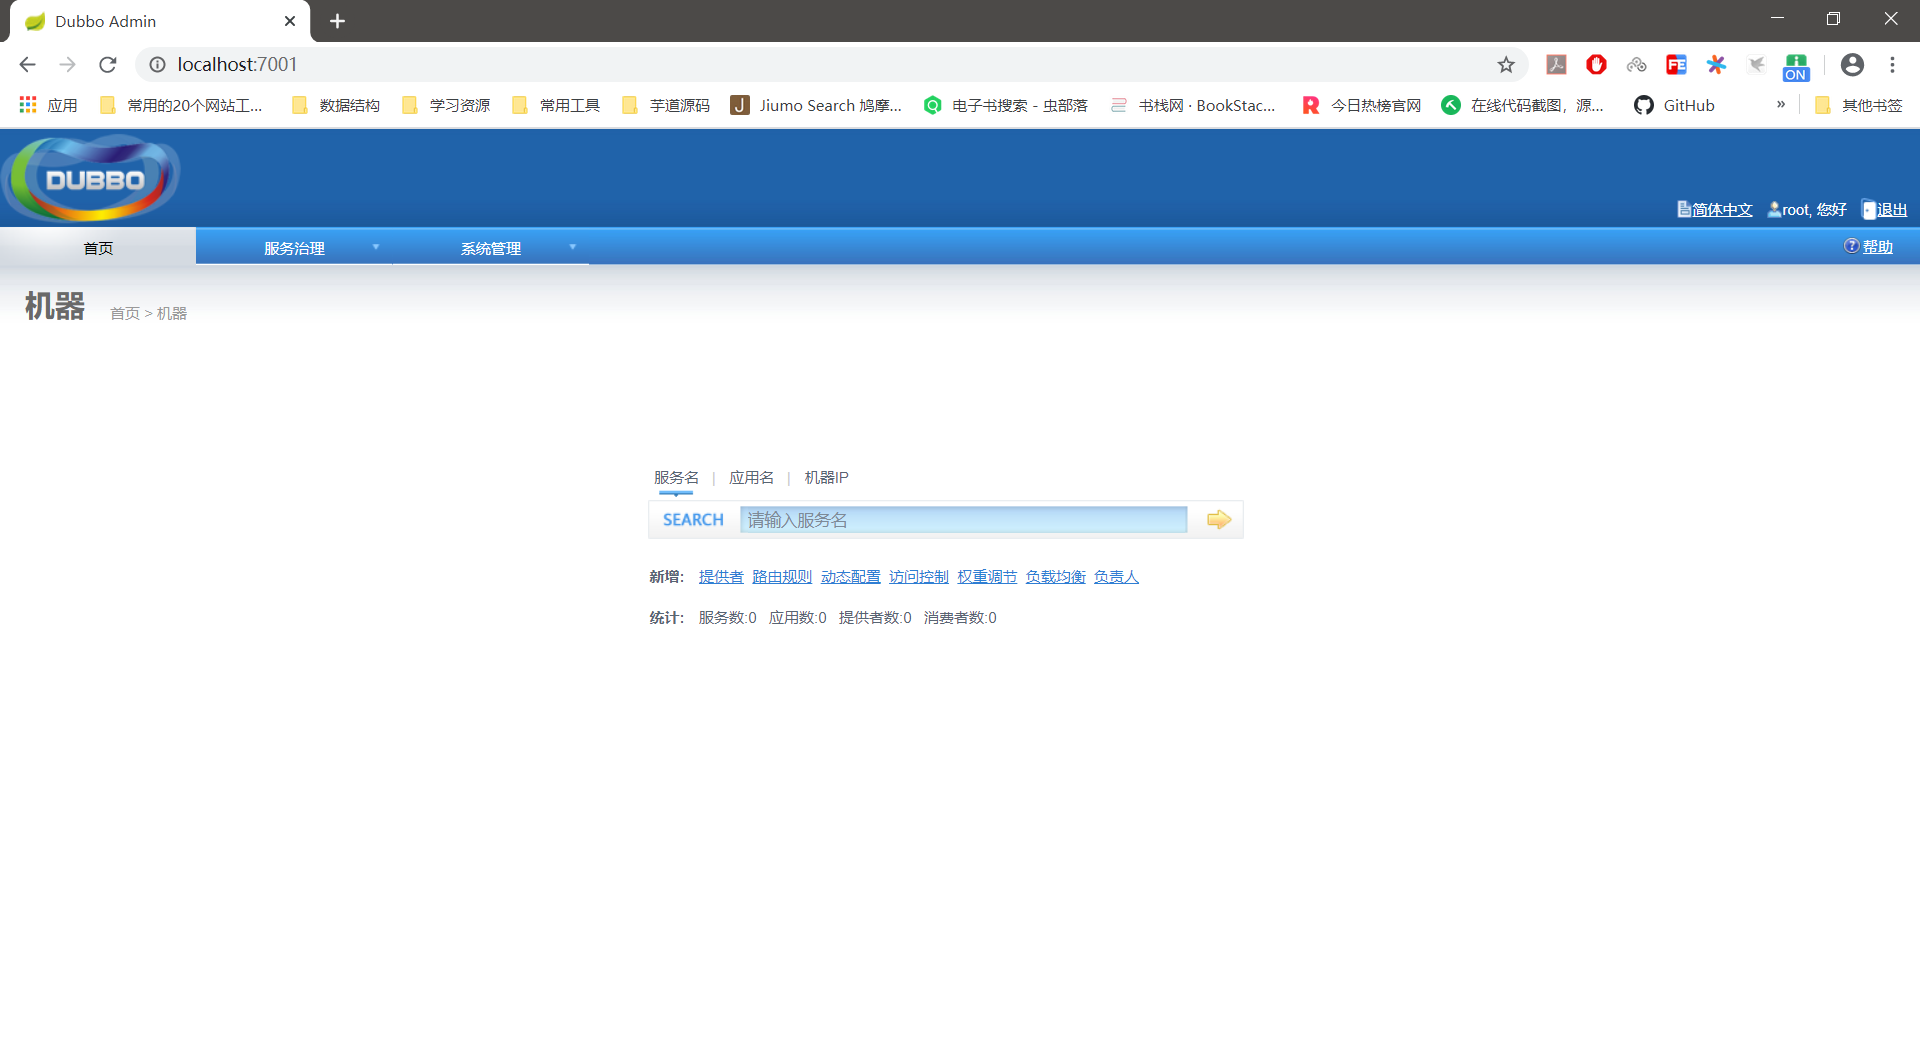 Dubbo Admin
localhost:7001
FE
ON
应用 常用的20个网站工... 数据结构 学习资源 常用工具 芋道源码 J Jiumo Search 鸠摩... 电子书搜索 - 虫部落 书栈网 · BookStac... 今日热榜官网 在线代码截图，源... GitHub » 其他书签
DUBBO
简体中文 root, 您好 退出
首页 服务治理 系统管理 帮助
机器 首页 > 机器
服务名 | 应用名 | 机器IP
SEARCH 请输入服务名
新增： 提供者 路由规则 动态配置 访问控制 权重调节 负载均衡 负责人
统计： 服务数:0 应用数:0 提供者数:0 消费者数:0